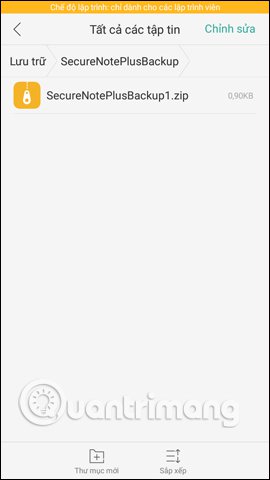 Chế độ lập trình: chỉ dành cho các lập trình viên
Tất cả các tập tin
Chỉnh sửa
Lưu trữ
SecureNotePlusBackup
SecureNotePlusBackup1.zip
0,90KB
Quantrimang
Thư mục mới
Sắp xếp